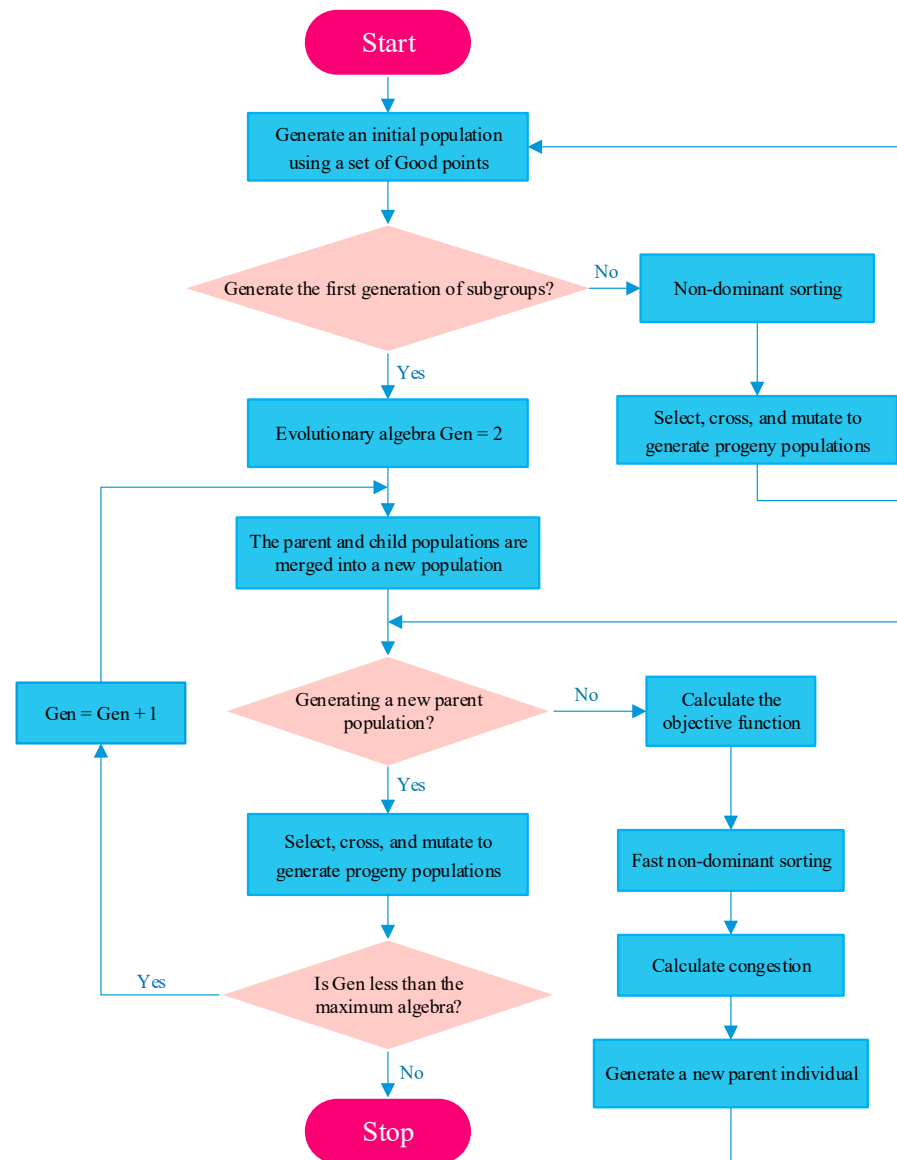 Start
Generate an initial population
using a set of Good points
Generate the first generation of subgroups?
No
Non-dominant sorting
Yes
Select, cross, and mutate to
generate progeny populations
Evolutionary algebra Gen = 2
The parent and child populations are
merged into a new population
Generating a new parent
population?
No
Calculate the
objective function
Gen = Gen + 1
Yes
Select, cross, and mutate to
generate progeny populations
Fast non-dominant sorting
Calculate congestion
Yes
Is Gen less than the
maximum algebra?
No
Generate a new parent individual
Stop